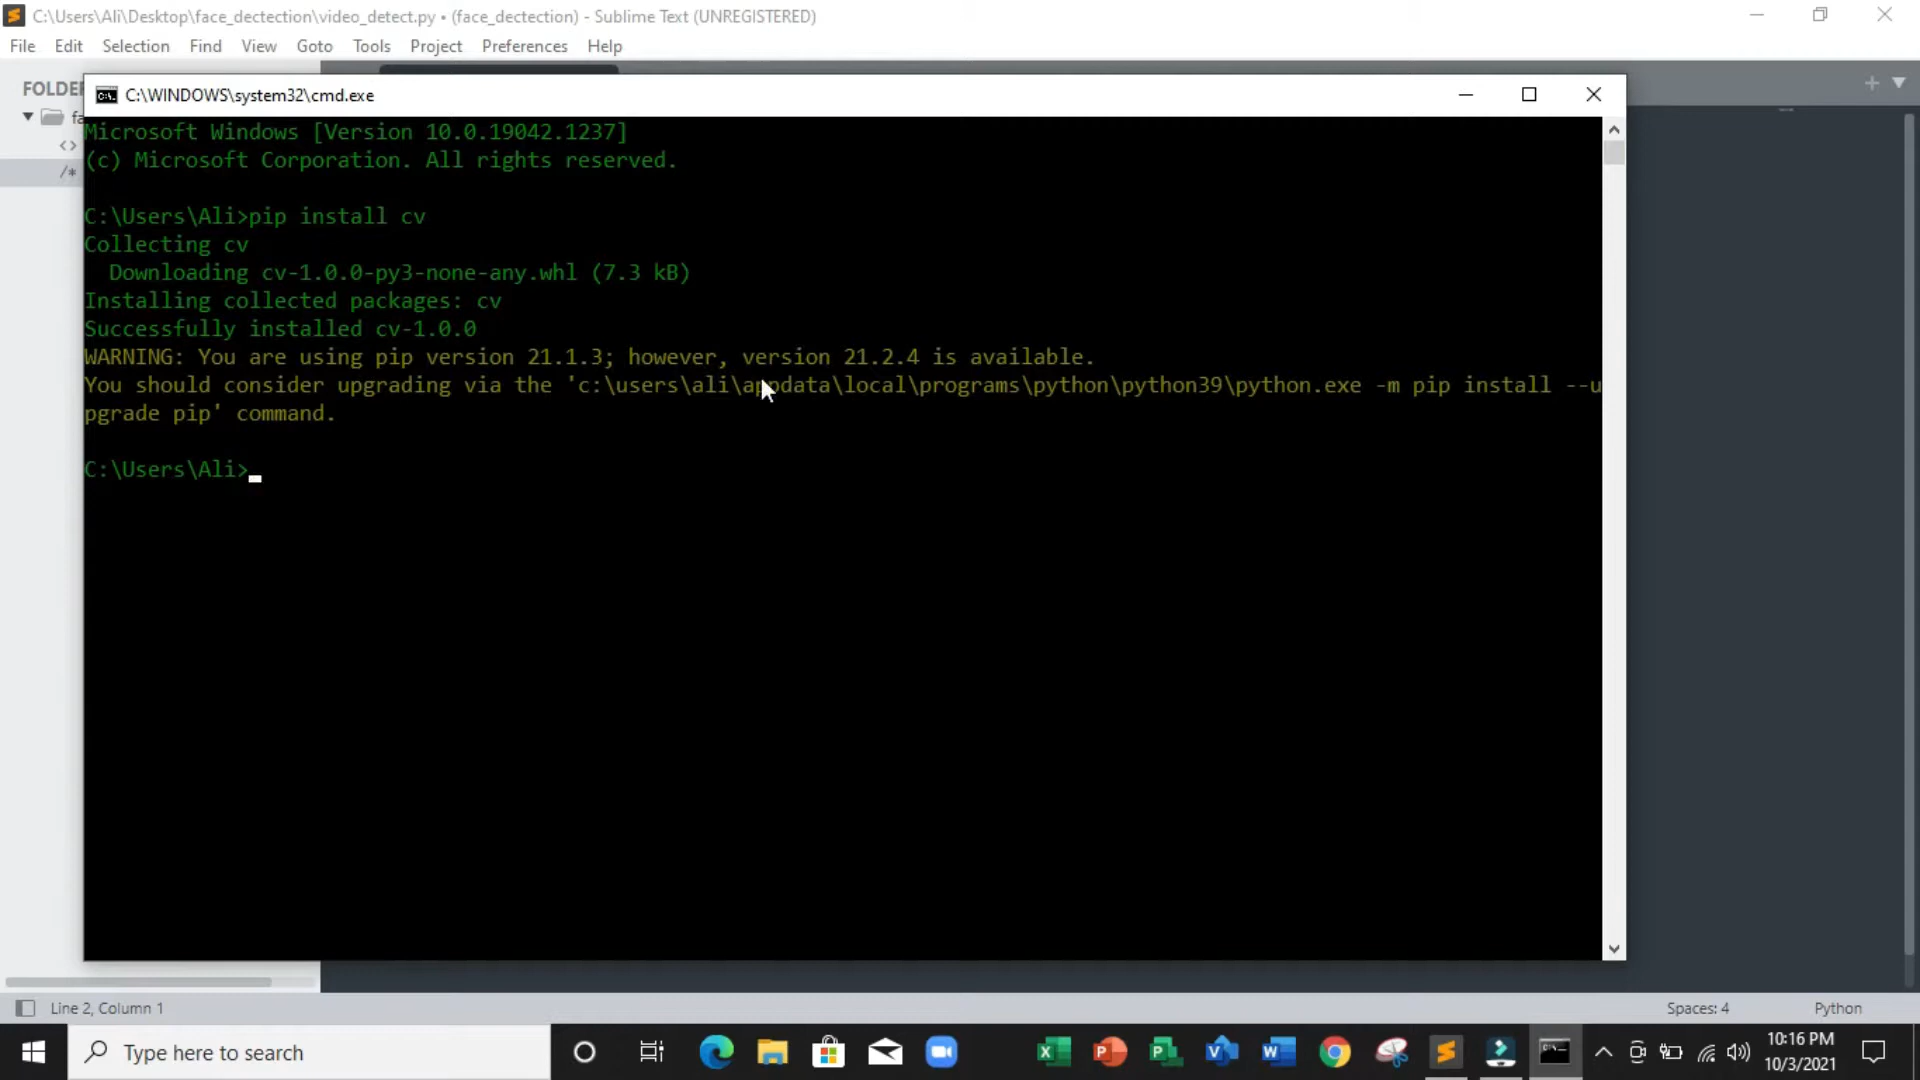 C:\Users\Ali\Desktop\face_dectection\video_detect.py • (face_dectection) - Sublime Text (UNREGISTERED)
File Edit Selection Find View Goto Tools Project Preferences Help
C:\WINDOWS\system32\cmd.exe
Microsoft Windows [Version 10.0.19042.1237]
(c) Microsoft Corporation. All rights reserved.
C:\Users\Ali>pip install cv
Collecting cv
Downloading cv-1.0.0-py3-none-any.whl (7.3 kB)
Installing collected packages: cv
Successfully installed cv-1.0.0
WARNING: You are using pip version 21.1.3; however, version 21.2.4 is available.
You should consider upgrading via the 'c:\users\ali\appdata\local\programs\python\python39\python.exe -m pip install --u
pgrade pip' command.
C:\Users\Ali>
Line 2, Column 1
Spaces: 4
Python
Type here to search
10:16 PM
10/3/2021